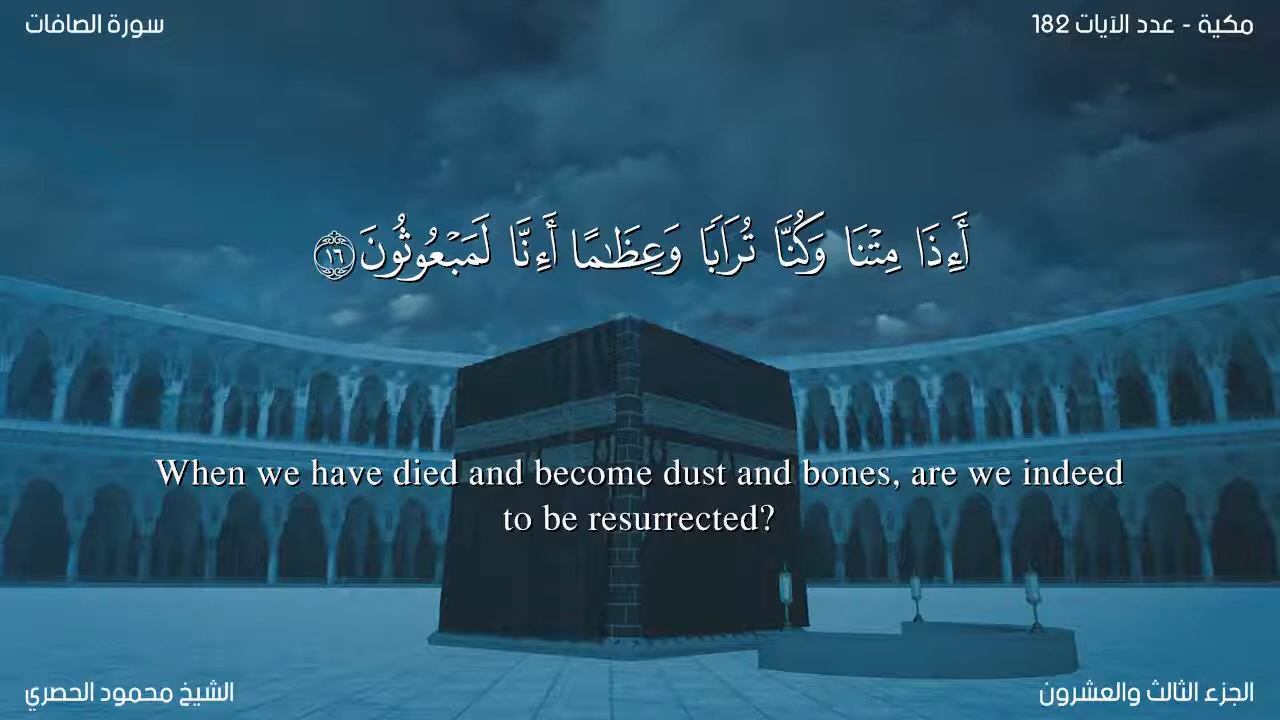 سورة الصافات
مكية - عدد الآيات 182
أَءِذَا مِتْنَا وَكُنَّا تُرَابًا وَعِظَـٰمًا أَءِنَّا لَمَبْعُوثُونَ ١٦
When we have died and become dust and bones, are we indeed
to be resurrected?
الشيخ محمود الحصري
الجزء الثالث والعشرون